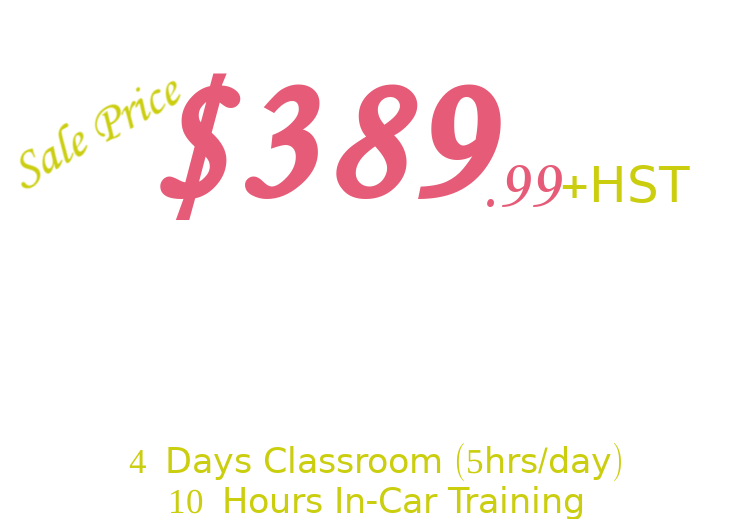 Sale Price $389.99+HST
4 Days Classroom (5hrs/day)
10 Hours In-Car Training